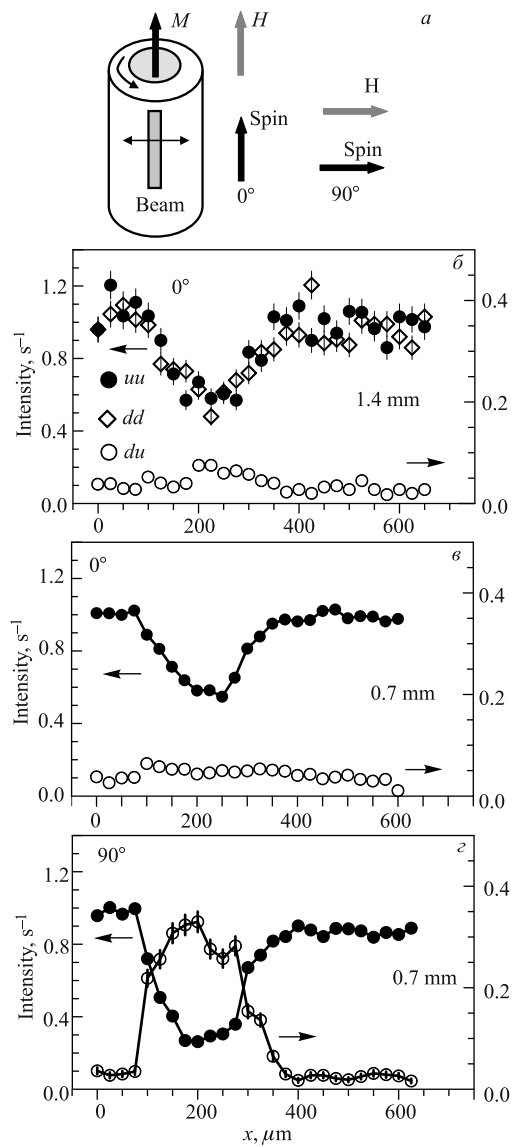 M H а
H
Spin
Spin
Beam 0° 90°
б
1.2 0° 0.4
Intensity, s⁻¹
0.8 uu 1.4 mm
0.2
dd
0.4
du
0.0 0.0
0 200 400 600
0° в
1.2
0.4
Intensity, s⁻¹
0.8
0.7 mm 0.2
0.4
0.0 0.0
0 200 400 600
90° г
1.2
0.4
Intensity, s⁻¹
0.8
0.7 mm
0.2
0.4
0.0 0.0
0 200 400 600
x, μm